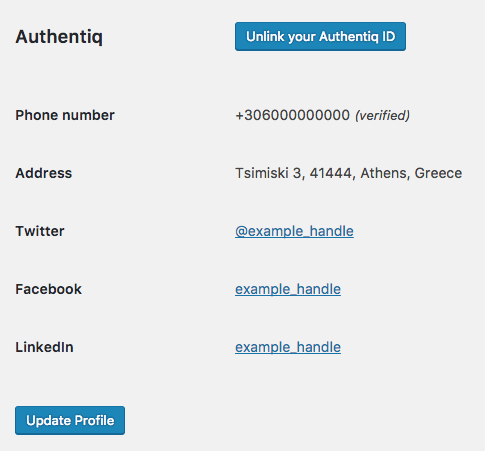 Authentiq Unlink your Authentiq ID
Phone number +306000000000 (verified)
Address Tsimiski 3, 41444, Athens, Greece
Twitter @example_handle
Facebook example_handle
LinkedIn example_handle
Update Profile